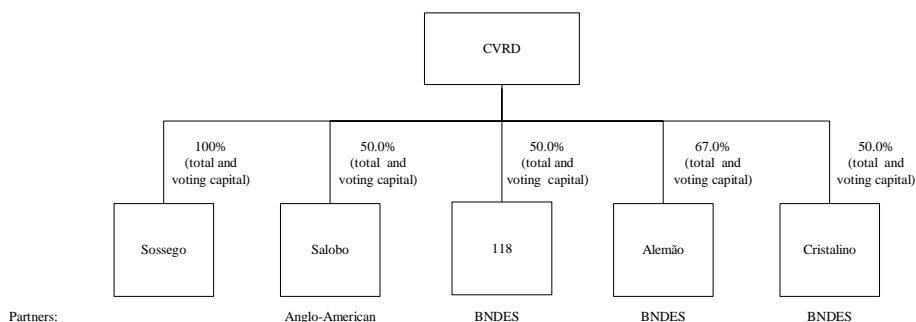 CVRD
100%
(total and
voting capital)
50.0%
(total and
voting capital)
50.0%
(total and
voting capital)
67.0%
(total and
voting capital)
50.0%
(total and
voting capital)
Sossego
Salobo
118
Alemão
Cristalino
Partners: Anglo-American BNDES BNDES BNDES